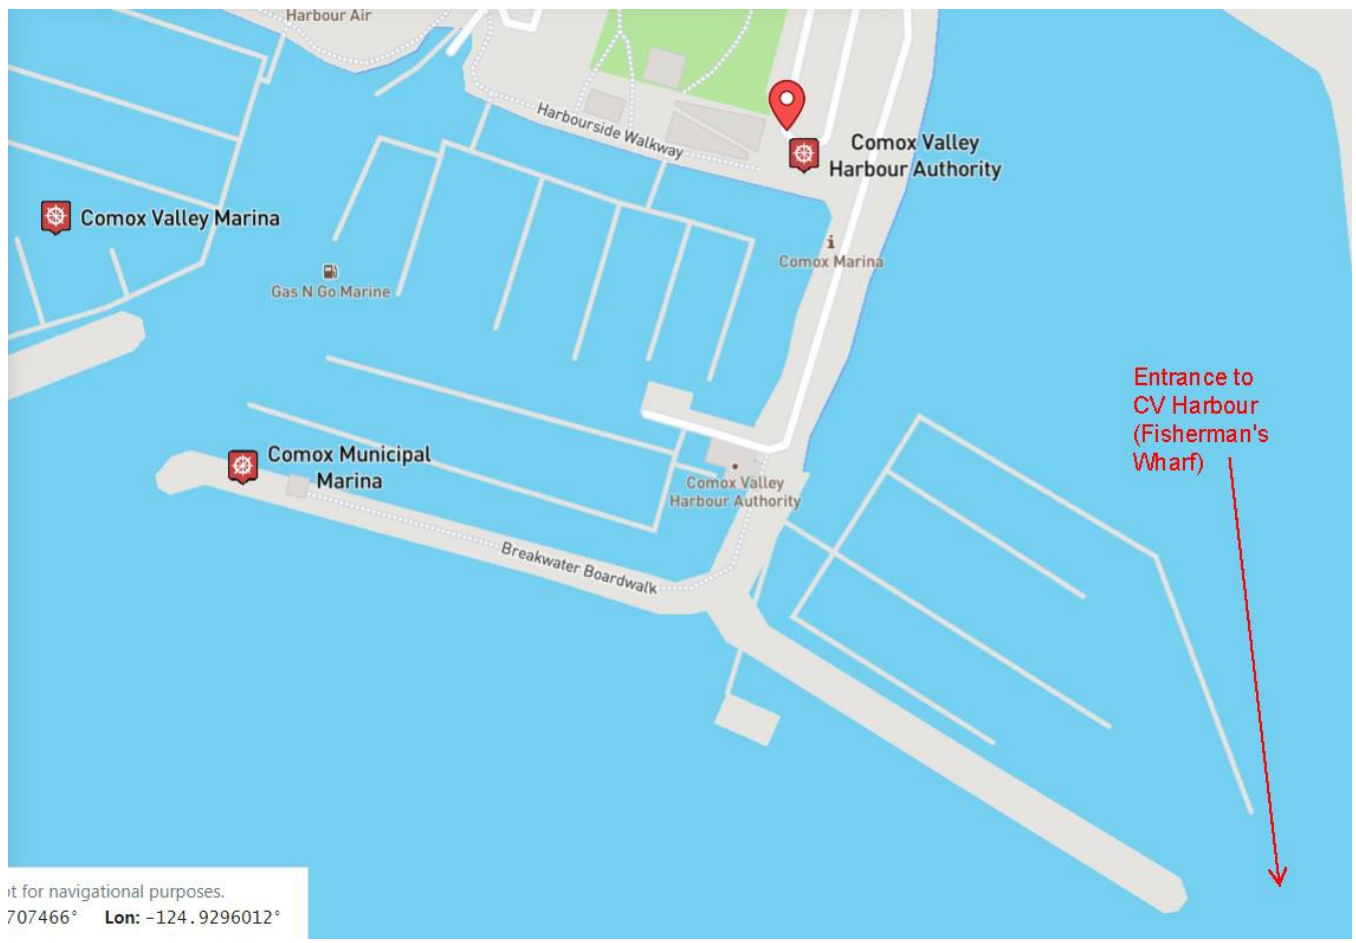 Harbour Air
Harbourside Walkway
Comox Valley
Harbour Authority
Comox Valley Marina
Comox Marina
Gas N Go Marine
Entrance to
CV Harbour
(Fisherman's
Wharf)
Comox Municipal
Marina
Comox Valley
Harbour Authority
Breakwater Boardwalk
t for navigational purposes.
707466° Lon: -124.9296012°